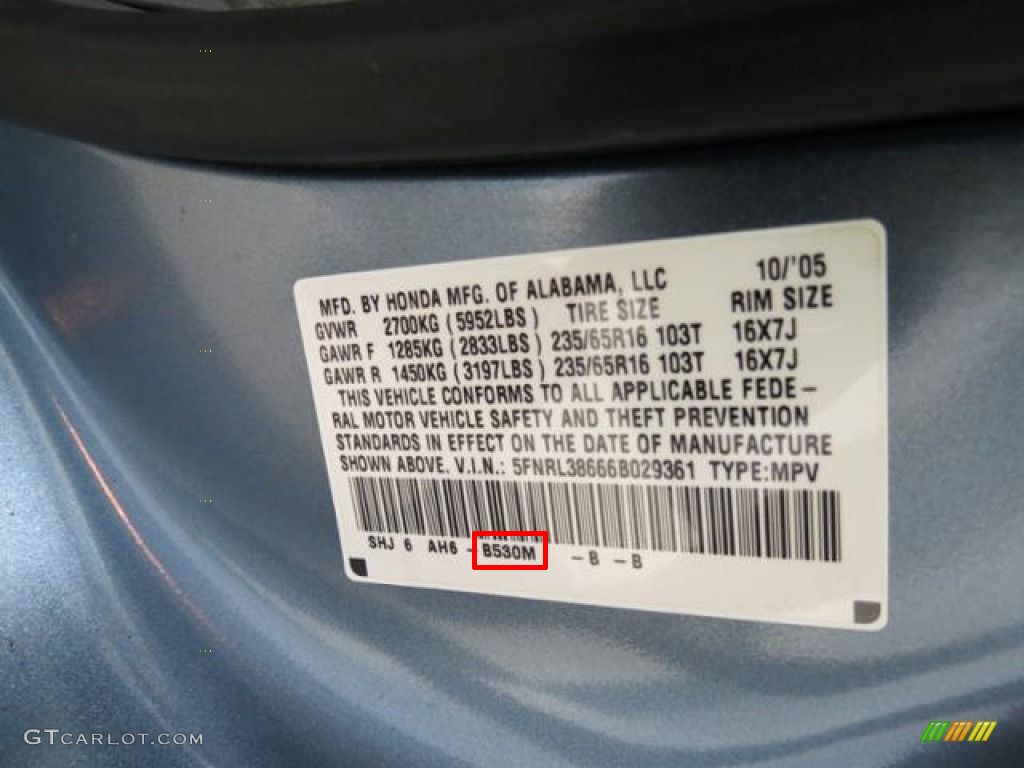 MFD. BY HONDA MFG. OF ALABAMA, LLC 10/'05
GVWR 2700KG (5952LBS) TIRE SIZE RIM SIZE
GAWR F 1285KG (2833LBS) 235/65R16 103T 16X7J
GAWR R 1450KG (3197LBS) 235/65R16 103T 16X7J
THIS VEHICLE CONFORMS TO ALL APPLICABLE FEDE-
RAL MOTOR VEHICLE SAFETY AND THEFT PREVENTION
STANDARDS IN EFFECT ON THE DATE OF MANUFACTURE
SHOWN ABOVE. V.I.N.: 5FNRL38666B029361 TYPE:MPV
SHJ 6 AH6 - B530M - B - B
GTCARLOT.COM